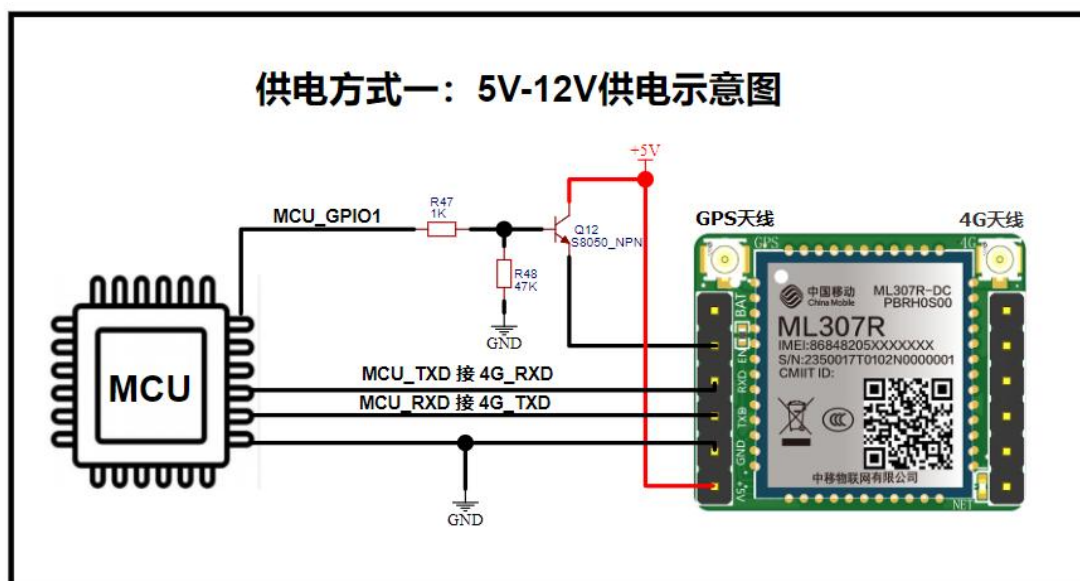 供电方式一：5V-12V供电示意图
+5V
R47
1K
MCU_GPIO1
Q12
S8050_NPN
R48
47K
GND
GPS天线
4G天线
GPS
4G
中国移动
China Mobile
ML307R-DC
PBRH0S00
ML307R
IMEI:86848205XXXXXXX
S/N:2350017T0102N0000001
CMIIT ID:
CCC
BAT
EN
RXD
TXD
GND
+5V
MCU
MCU_TXD 接 4G_RXD
MCU_RXD 接 4G_TXD
GND
中移物联网有限公司
NET